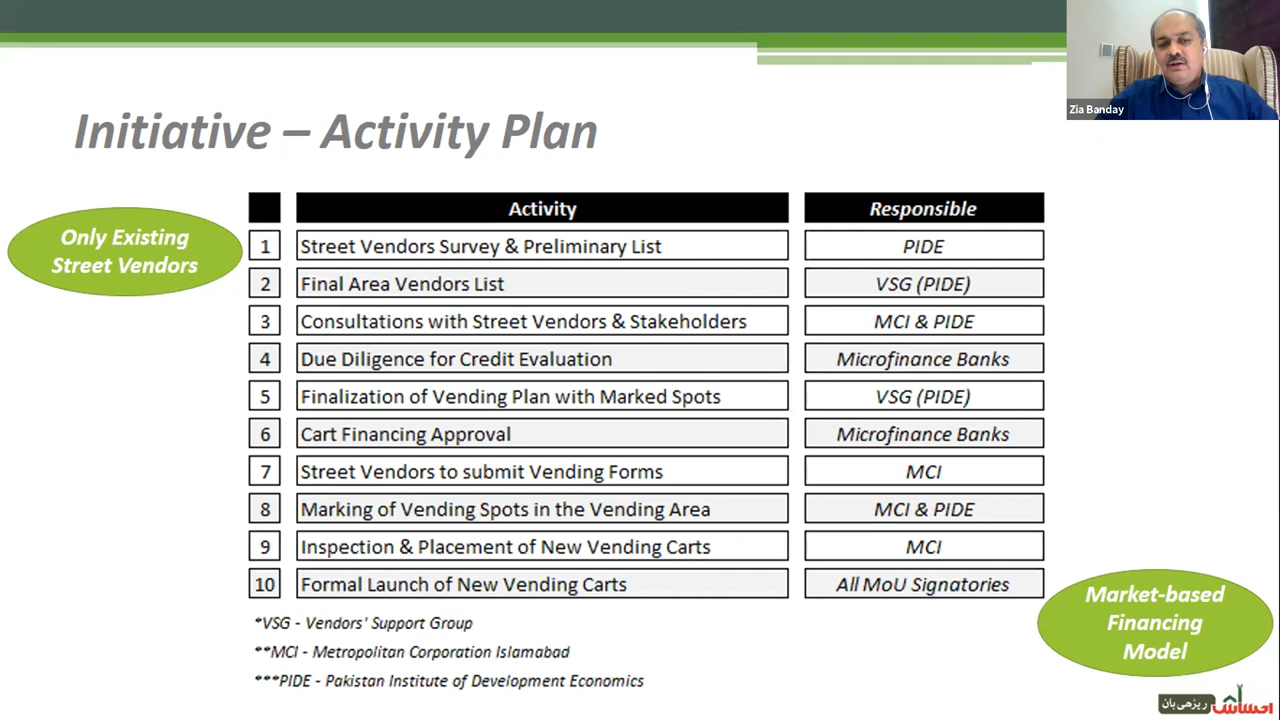 Zia Banday
Initiative – Activity Plan
Only Existing
Street Vendors
Activity Responsible
1 Street Vendors Survey & Preliminary List PIDE
2 Final Area Vendors List VSG (PIDE)
3 Consultations with Street Vendors & Stakeholders MCI & PIDE
4 Due Diligence for Credit Evaluation Microfinance Banks
5 Finalization of Vending Plan with Marked Spots VSG (PIDE)
6 Cart Financing Approval Microfinance Banks
7 Street Vendors to submit Vending Forms MCI
8 Marking of Vending Spots in the Vending Area MCI & PIDE
9 Inspection & Placement of New Vending Carts MCI
10 Formal Launch of New Vending Carts All MoU Signatories
Market-based
Financing
Model
*VSG - Vendors' Support Group
**MCI - Metropolitan Corporation Islamabad
***PIDE - Pakistan Institute of Development Economics
احساس ریڑھی بان